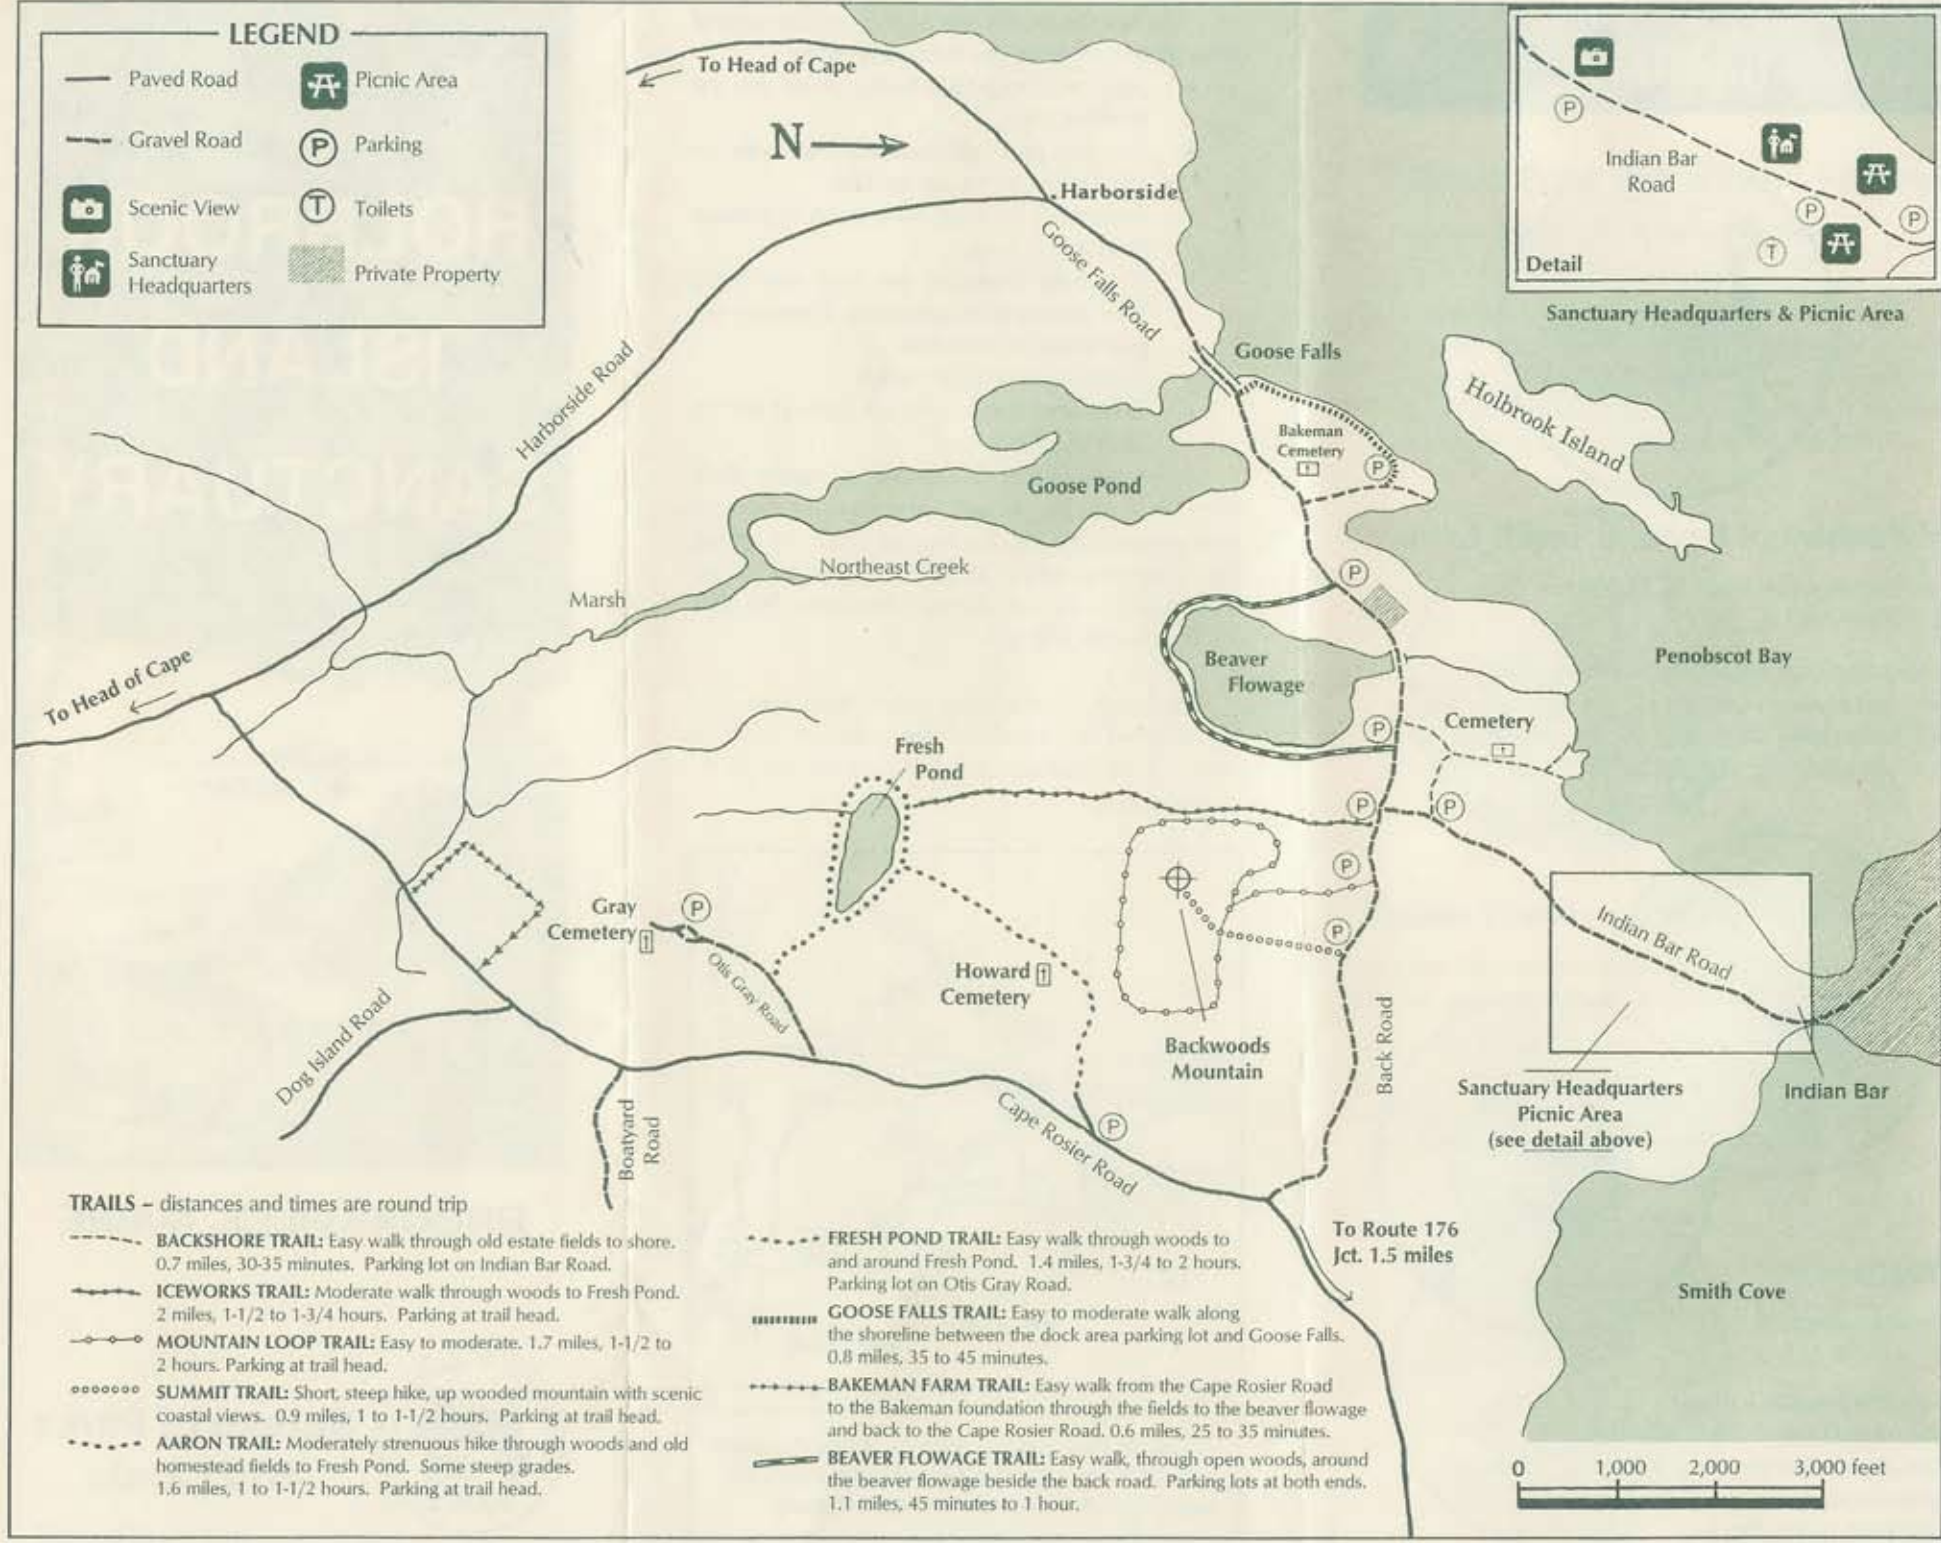 LEGEND
Paved Road
Picnic Area
Gravel Road
P
Parking
Scenic View
T
Toilets
Sanctuary
Headquarters
Private Property
To Head of Cape
N
Harborside
Goose Falls Road
Harborside Road
P
Indian Bar
Road
P
P
T
Detail
Sanctuary Headquarters & Picnic Area
Goose Falls
Holbrook Island
Bakeman
Cemetery
P
Goose Pond
Northeast Creek
Marsh
P
Beaver
Flowage
Penobscot Bay
To Head of Cape
P
Cemetery
Fresh
Pond
P
P
P
Gray
Cemetery
P
Otis Gray Road
Howard
Cemetery
P
Indian Bar Road
Backwoods
Mountain
Back Road
Dog Island Road
Boatyard
Road
Cape Rosier Road
P
Sanctuary Headquarters
Picnic Area
(see detail above)
Indian Bar
To Route 176
Jct. 1.5 miles
Smith Cove
TRAILS – distances and times are round trip
BACKSHORE TRAIL: Easy walk through old estate fields to shore.
0.7 miles, 30-35 minutes. Parking lot on Indian Bar Road.
ICEWORKS TRAIL: Moderate walk through woods to Fresh Pond.
2 miles, 1-1/2 to 1-3/4 hours. Parking at trail head.
MOUNTAIN LOOP TRAIL: Easy to moderate. 1.7 miles, 1-1/2 to
2 hours. Parking at trail head.
SUMMIT TRAIL: Short, steep hike, up wooded mountain with scenic
coastal views. 0.9 miles, 1 to 1-1/2 hours. Parking at trail head.
AARON TRAIL: Moderately strenuous hike through woods and old
homestead fields to Fresh Pond. Some steep grades.
1.6 miles, 1 to 1-1/2 hours. Parking at trail head.
FRESH POND TRAIL: Easy walk through woods to
and around Fresh Pond. 1.4 miles, 1-3/4 to 2 hours.
Parking lot on Otis Gray Road.
GOOSE FALLS TRAIL: Easy to moderate walk along
the shoreline between the dock area parking lot and Goose Falls.
0.8 miles, 35 to 45 minutes.
BAKEMAN FARM TRAIL: Easy walk from the Cape Rosier Road
to the Bakeman foundation through the fields to the beaver flowage
and back to the Cape Rosier Road. 0.6 miles, 25 to 35 minutes.
BEAVER FLOWAGE TRAIL: Easy walk, through open woods, around
the beaver flowage beside the back road. Parking lots at both ends.
1.1 miles, 45 minutes to 1 hour.
0 1,000 2,000 3,000 feet